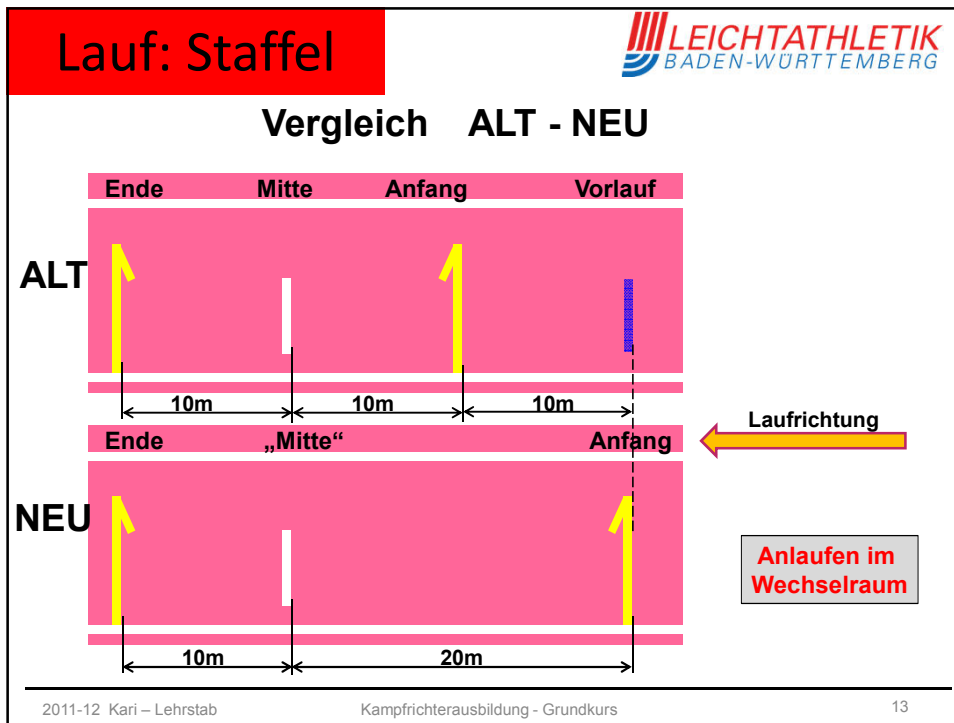 Lauf: Staffel
LEICHTATHLETIK
BADEN-WÜRTTEMBERG
Vergleich ALT - NEU
Ende Mitte Anfang Vorlauf
ALT
10m 10m 10m
Laufrichtung
Ende „Mitte“ Anfang
NEU
Anlaufen im
Wechselraum
10m 20m
2011-12 Kari – Lehrstab Kampfrichterausbildung - Grundkurs 13